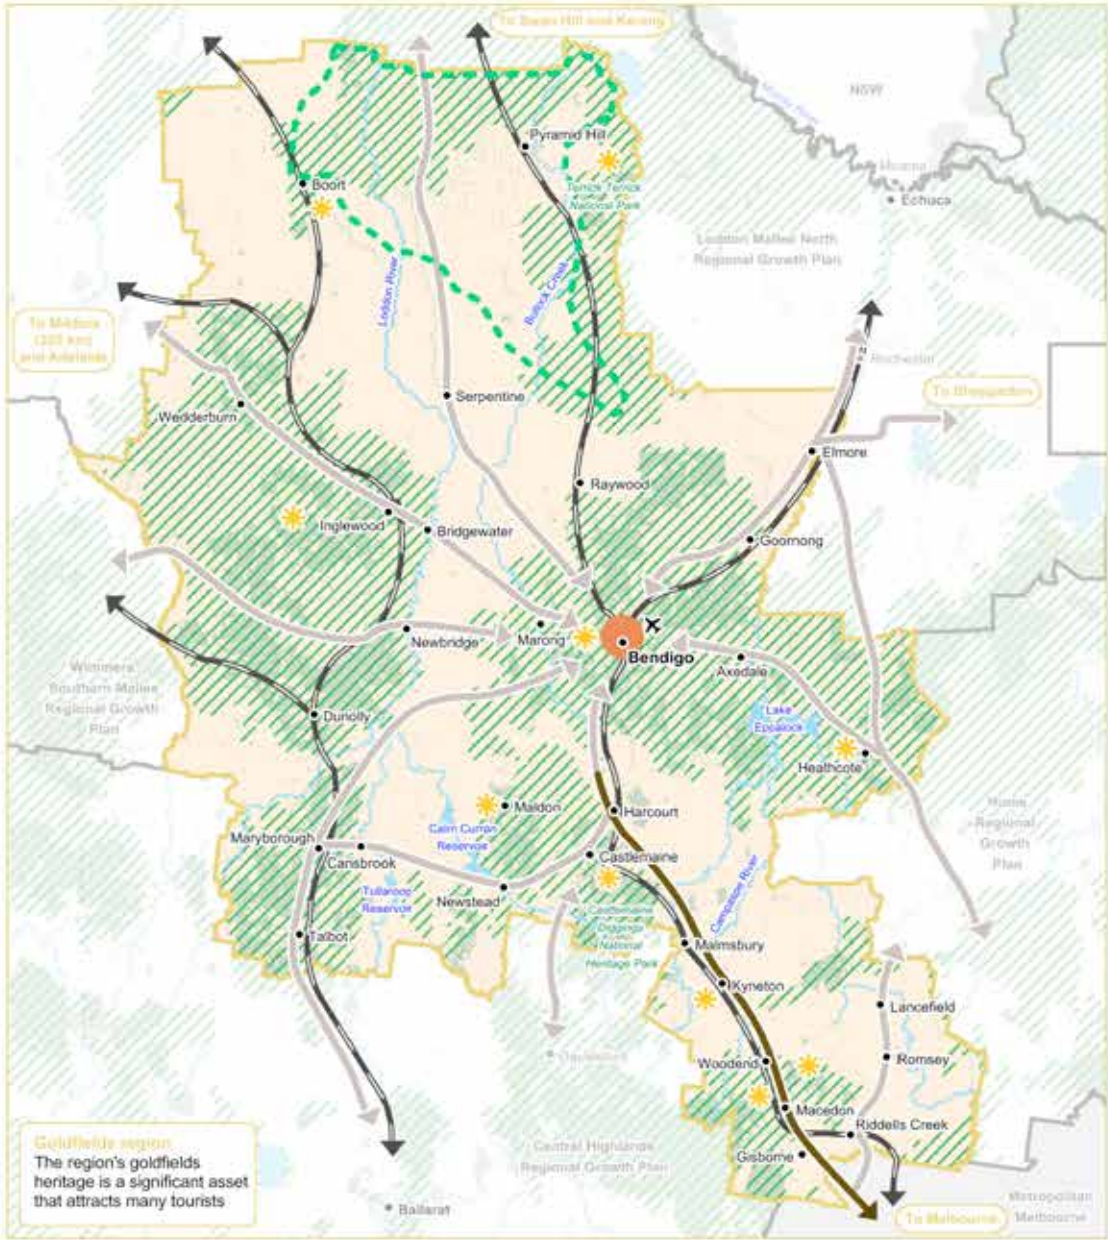 To Swan Hill and Kerang
NSW
Murray River
Moama
Echuca
Pyramid Hill
Terrick Terrick
National Park
Boort
Loddon Mallee North
Regional Growth Plan
Loddon River
Bullock Creek
To Mildura
and Adelaide
Rochester
To Shepparton
Serpentine
Wedderburn
Elmore
Raywood
Inglewood
Bridgewater
Goornong
Newbridge
Marong
Bendigo
Axedale
Wimmera
Southern Mallee
Regional Growth
Plan
Dunolly
Lake
Eppalock
Heathcote
Maldon
Harcourt
Hume
Regional
Growth
Plan
Cairn Curran
Reservoir
Maryborough
Carisbrook
Castlemaine
Campaspe River
Tullaroop
Reservoir
Newstead
Castlemaine
Diggings
National
Heritage Park
Talbot
Malmsbury
Kyneton
Lancefield
Daylesford
Woodend
Romsey
Macedon
Riddells Creek
Gisborne
Central Highlands
Regional Growth Plan
Goldfields region
The region's goldfields
heritage is a significant asset
that attracts many tourists
Ballarat
To Melbourne
Metropolitan
Melbourne